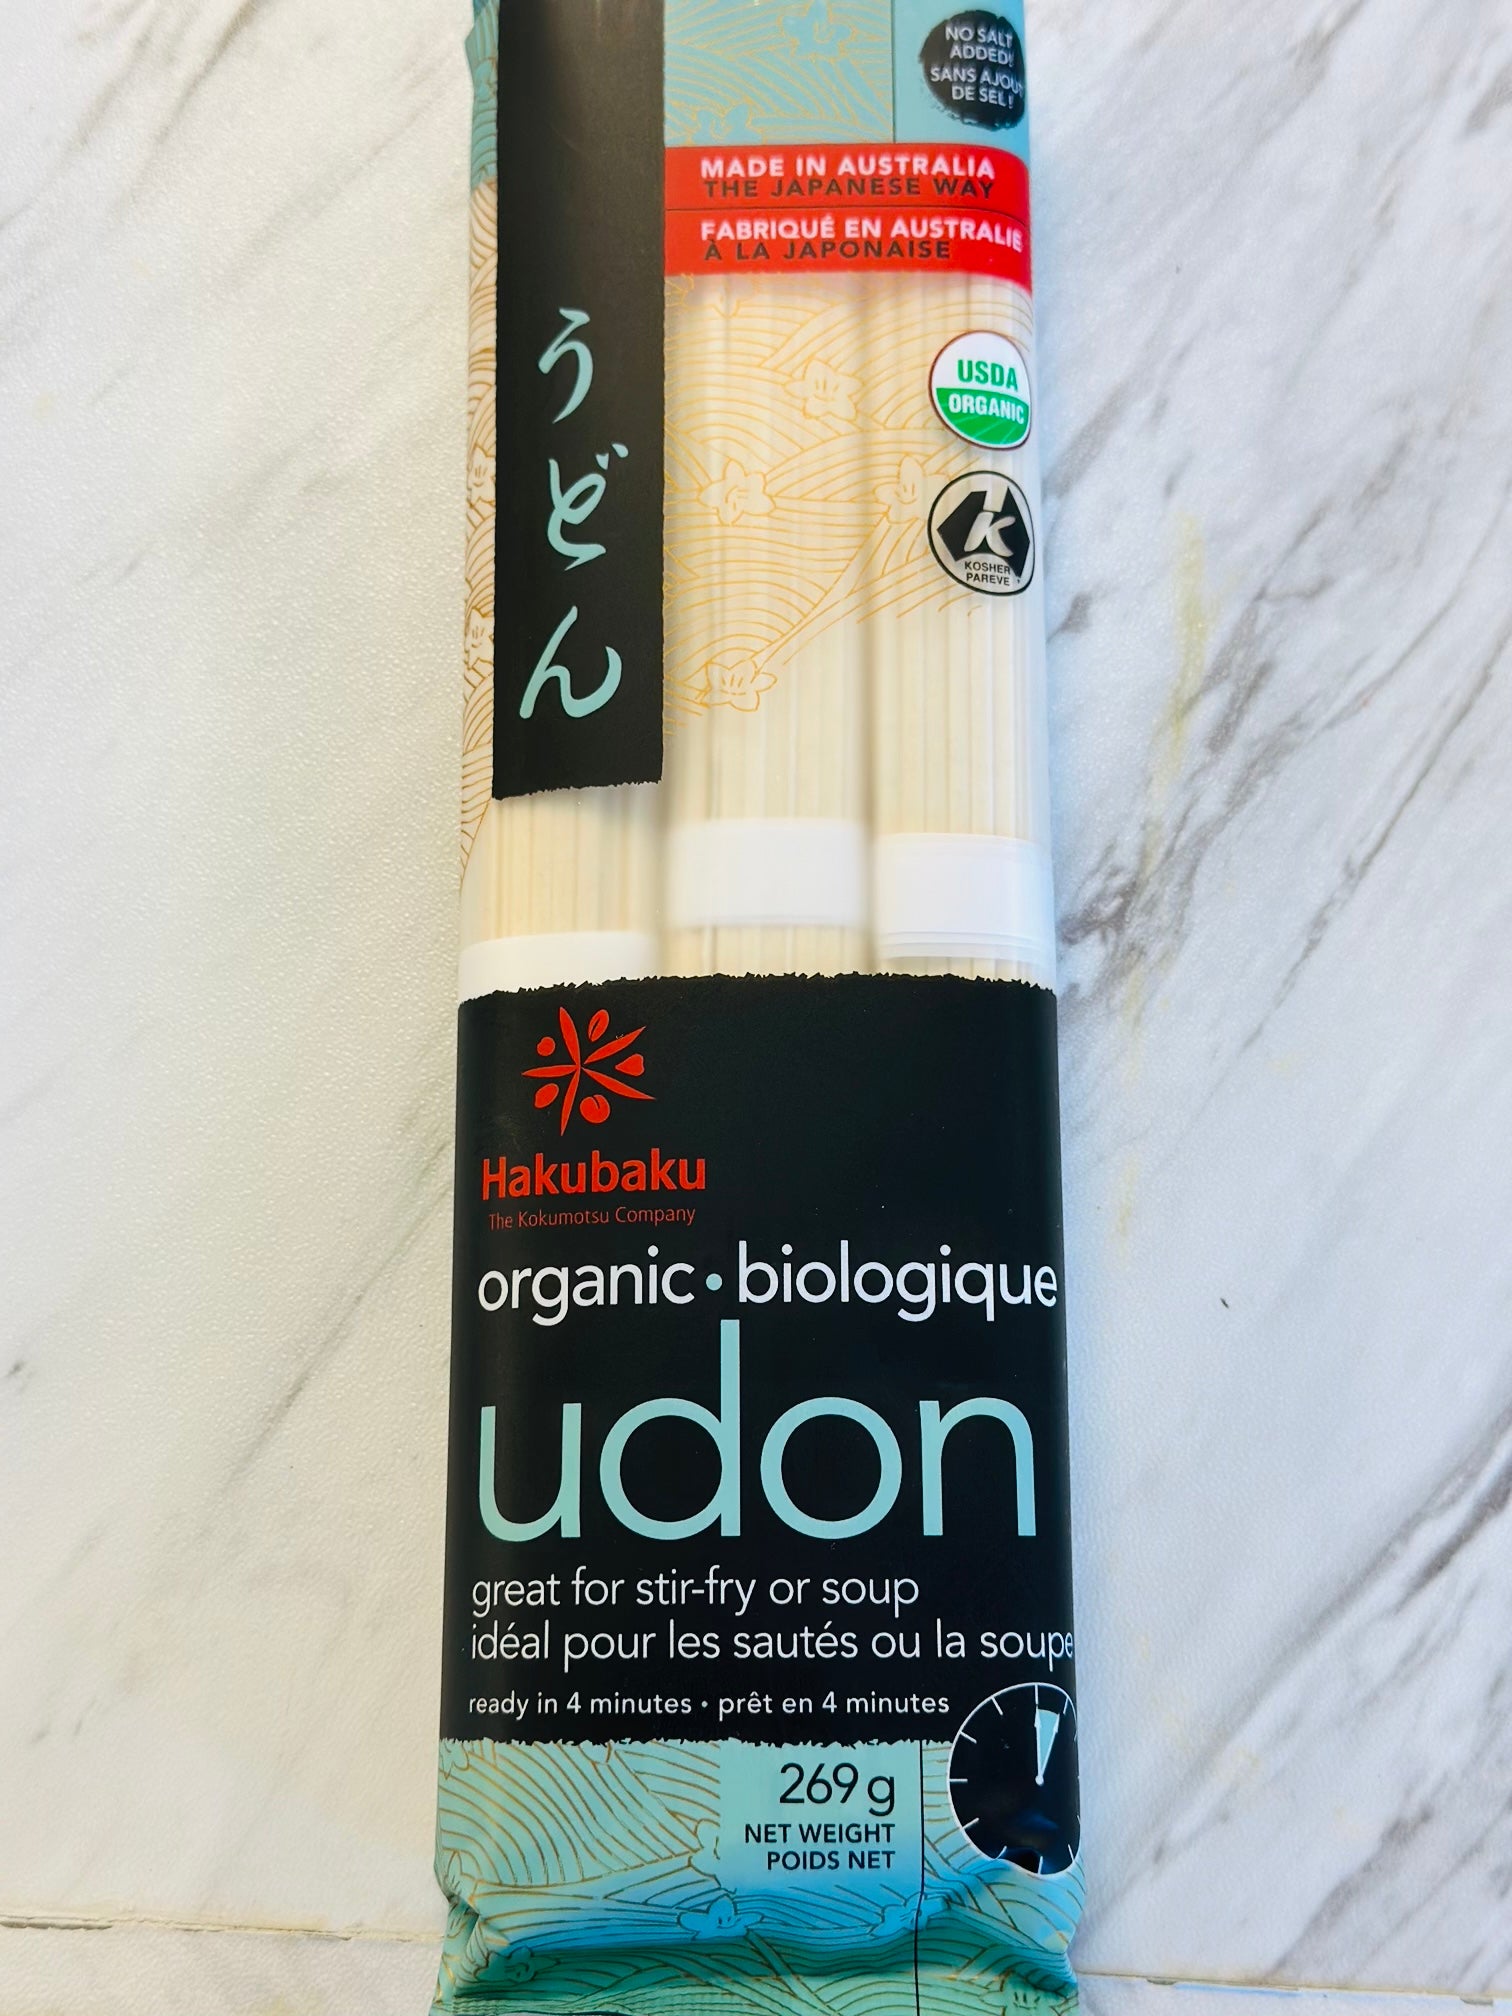 NO SALT
ADDED!
SANS AJOUT
DE SEL !
MADE IN AUSTRALIA
THE JAPANESE WAY
FABRIQUÉ EN AUSTRALIE
À LA JAPONAISE
うどん
USDA
ORGANIC
K
KOSHER
PAREVE
Hakubaku
The Kokumotsu Company
organic • biologique
udon
great for stir-fry or soup
idéal pour les sautés ou la soupe
ready in 4 minutes • prêt en 4 minutes
269 g
NET WEIGHT
POIDS NET